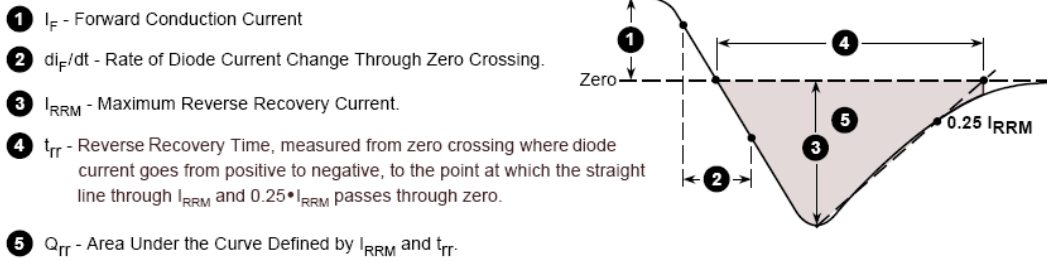 1 IF - Forward Conduction Current
2 diF/dt - Rate of Diode Current Change Through Zero Crossing.
3 IRRM - Maximum Reverse Recovery Current.
4 trr - Reverse Recovery Time, measured from zero crossing where diode
current goes from positive to negative, to the point at which the straight
line through IRRM and 0.25•IRRM passes through zero.
5 Qrr - Area Under the Curve Defined by IRRM and trr.
1
4
Zero
5
0.25 IRRM
3
2